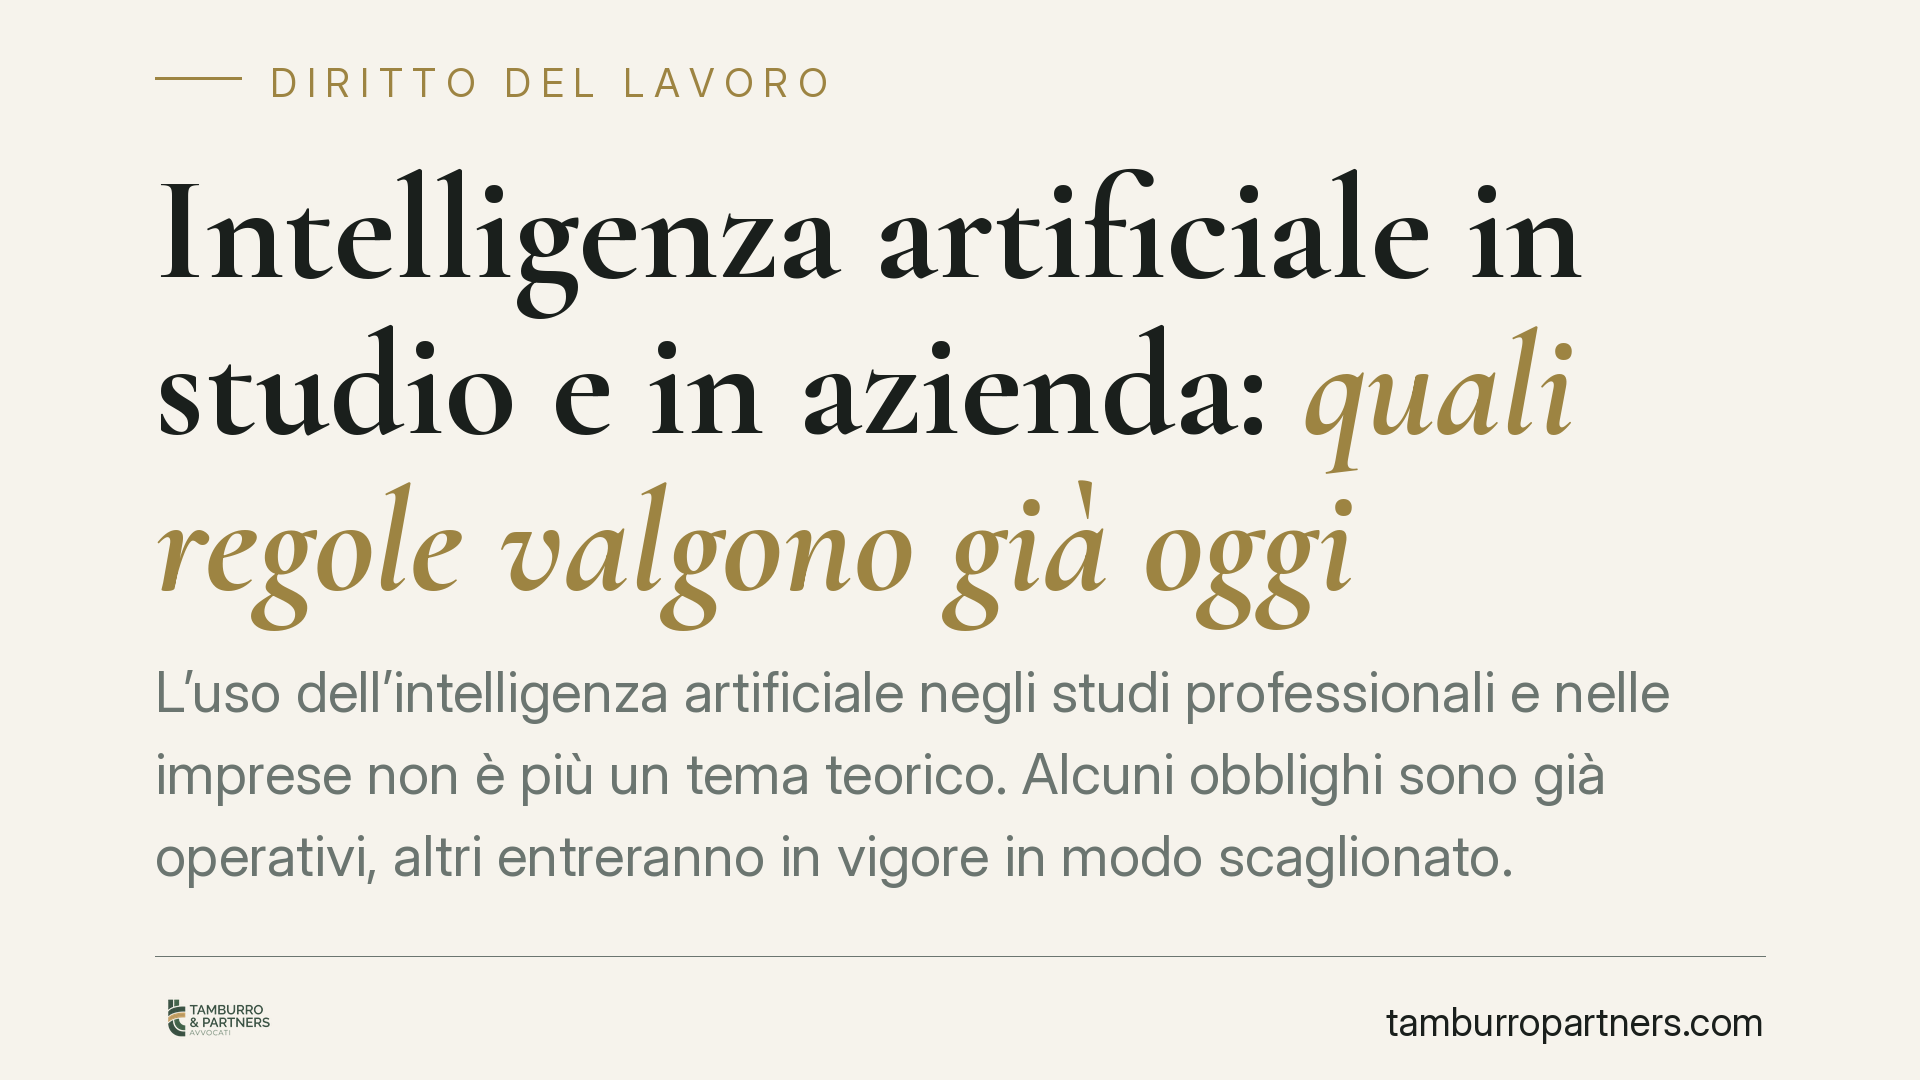 DIRITTO DEL LAVORO
Intelligenza artificiale in
studio e in azienda: quali
regole valgono già oggi
L’uso dell’intelligenza artificiale negli studi professionali e nelle
imprese non è più un tema teorico. Alcuni obblighi sono già
operativi, altri entreranno in vigore in modo scaglionato.
TAMBURRO
& PARTNERS
AVVOCATI
tamburropartners.com